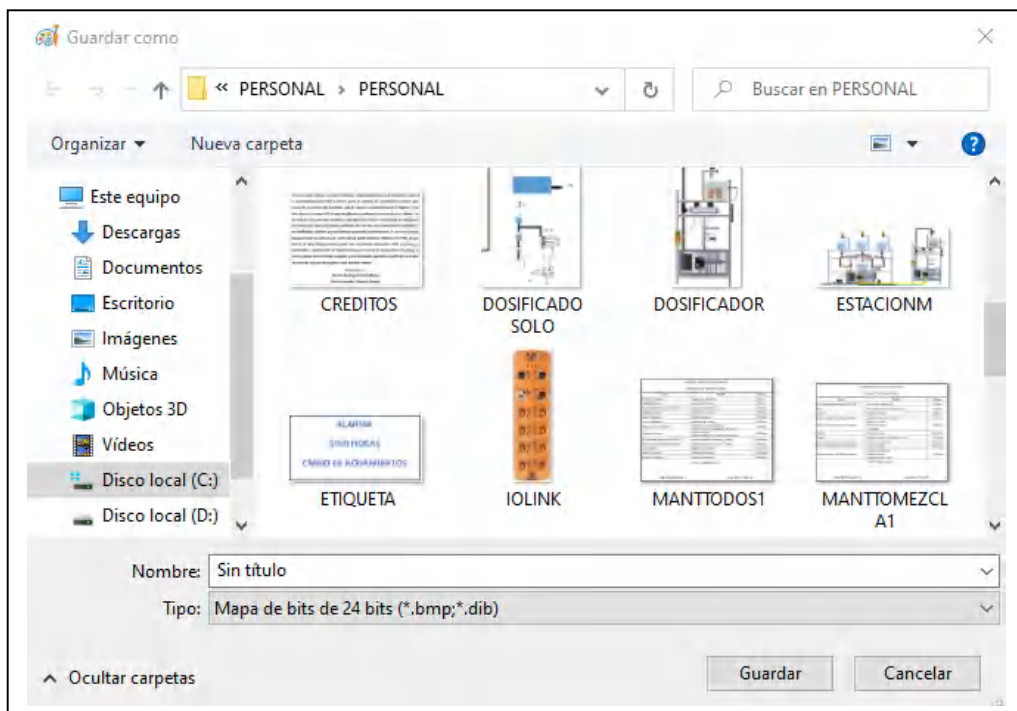 Guardar como
« PERSONAL › PERSONAL
Buscar en PERSONAL
Organizar
Nueva carpeta
Este equipo
Descargas
Documentos
Escritorio
Imágenes
Música
Objetos 3D
Vídeos
Disco local (C:)
Disco local (D:)
CREDITOS
DOSIFICADO
SOLO
DOSIFICADOR
ESTACIONM
ETIQUETA
IOLINK
MANTTODOS1
MANTTOMEZCL
A1
Nombre: Sin título
Tipo: Mapa de bits de 24 bits (*.bmp;*.dib)
Ocultar carpetas
Guardar
Cancelar